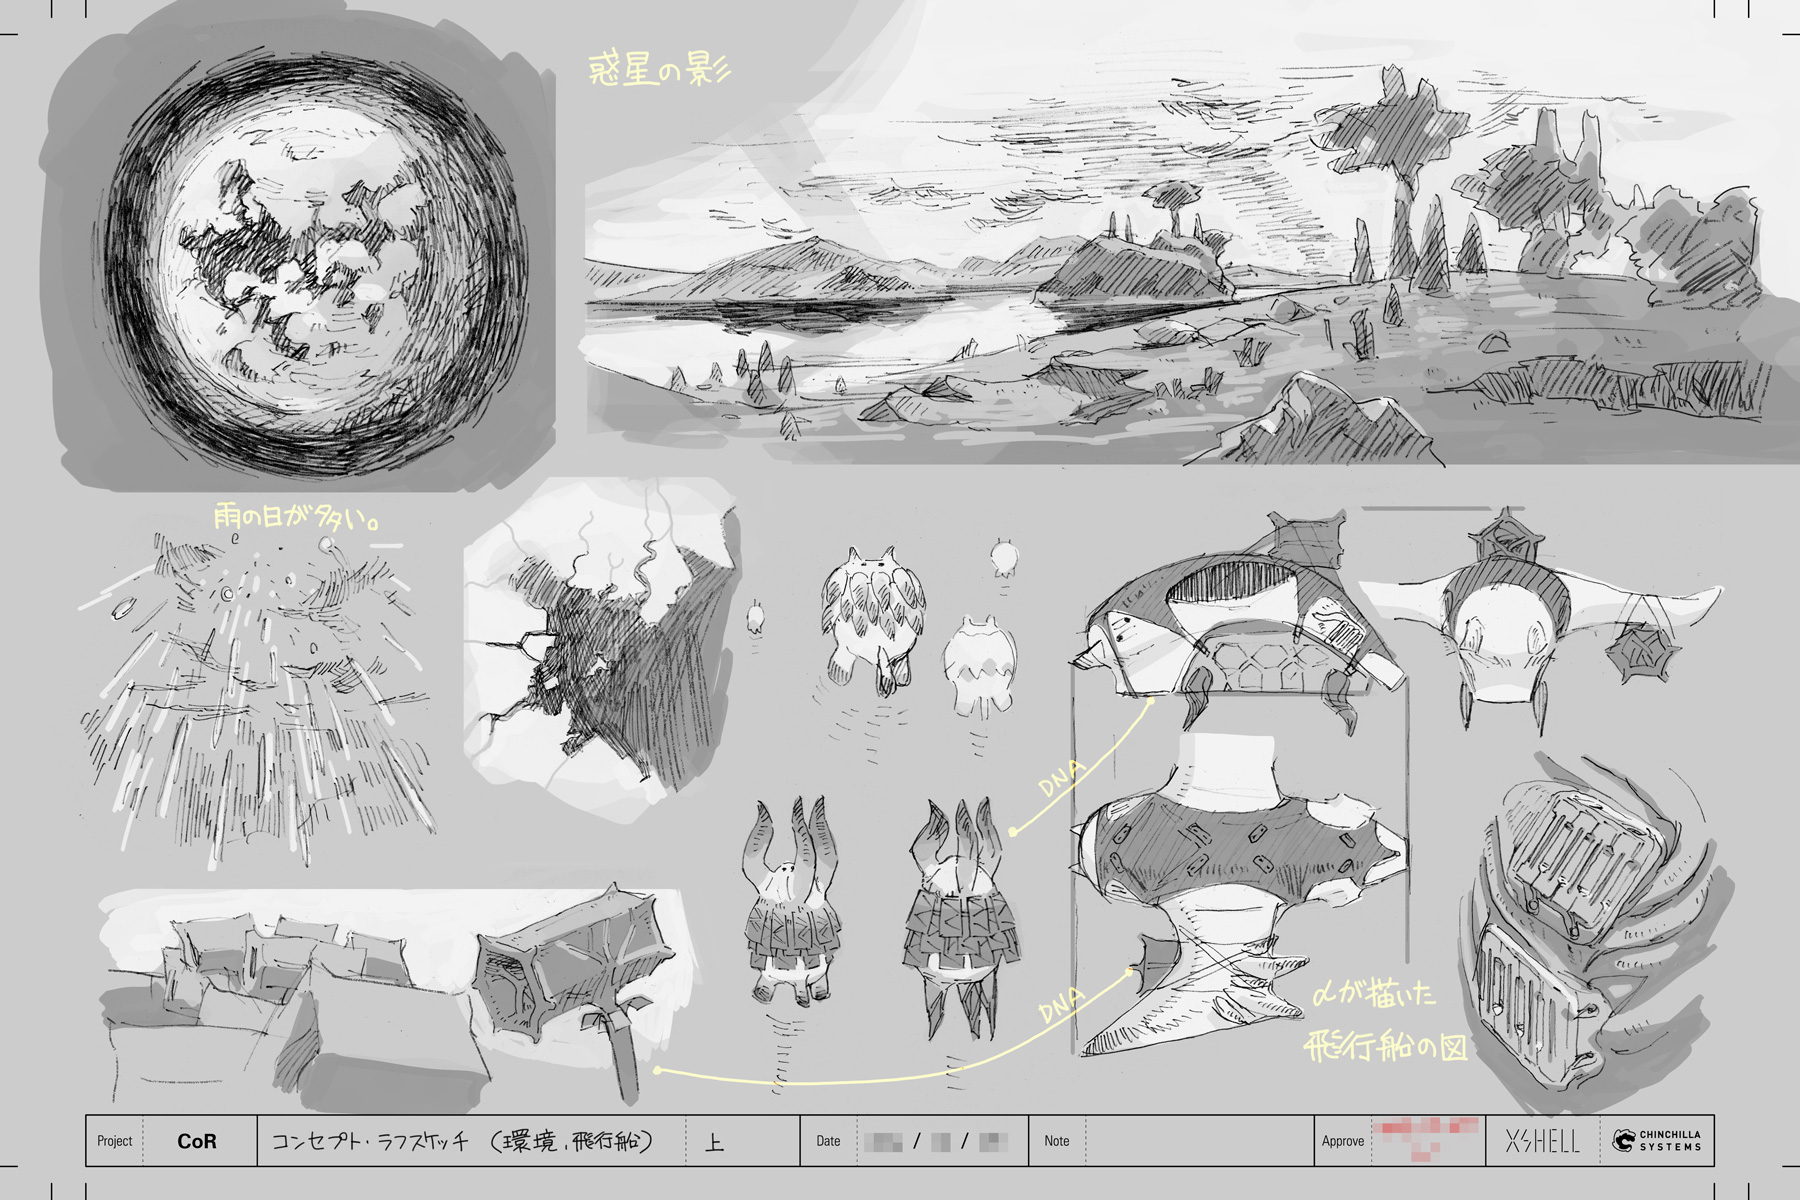 惑星の影
雨の日が多い。
DNA
DNA
αが描いた
飛行船の図
Project CoR コンセプト・ラフスケッチ (環境,飛行船) 上 Date / / Note Approve XSHELL CHINCHILLA SYSTEMS